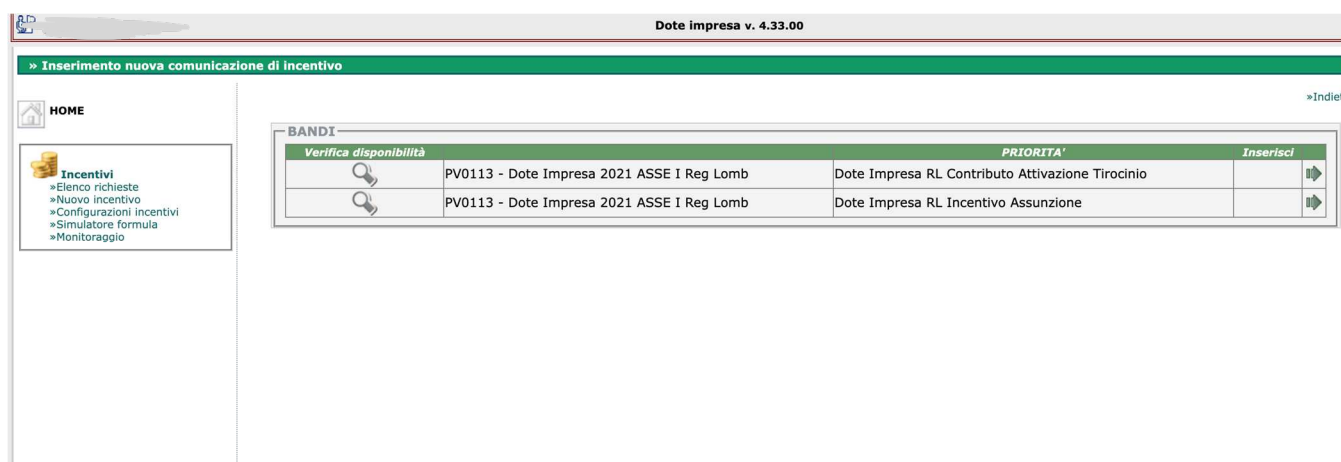 Dote impresa v. 4.33.00
» Inserimento nuova comunicazione di incentivo
»Indiet
HOME
BANDI
Verifica disponibilità PRIORITA' Inserisci
PV0113 - Dote Impresa 2021 ASSE I Reg Lomb Dote Impresa RL Contributo Attivazione Tirocinio
PV0113 - Dote Impresa 2021 ASSE I Reg Lomb Dote Impresa RL Incentivo Assunzione
Incentivi
»Elenco richieste
»Nuovo incentivo
»Configurazioni incentivi
»Simulatore formula
»Monitoraggio